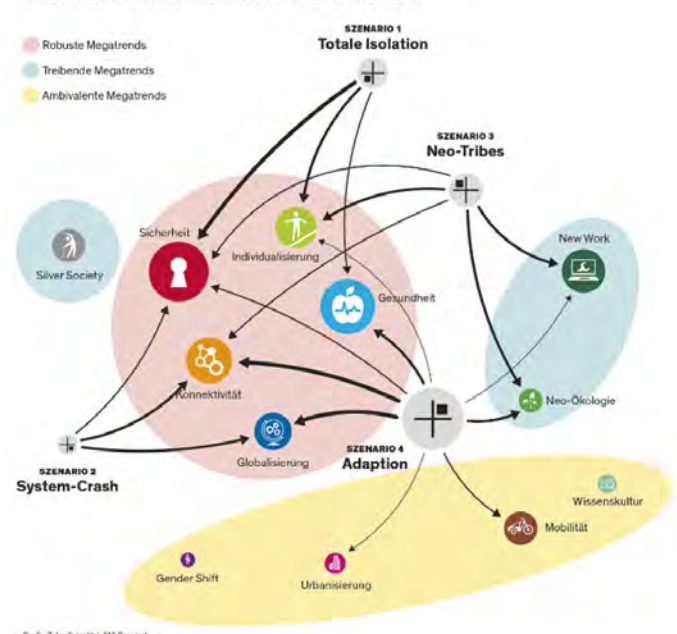 Robuste Megatrends
Treibende Megatrends
Ambivalente Megatrends
SZENARIO 1
Totale Isolation
SZENARIO 3
Neo-Tribes
Sicherheit
Individualisierung
New Work
Silver Society
Gesundheit
Konnektivität
Neo-Ökologie
Globalisierung
SZENARIO 4
Adaption
SZENARIO 2
System-Crash
Wissenskultur
Mobilität
Gender Shift
Urbanisierung